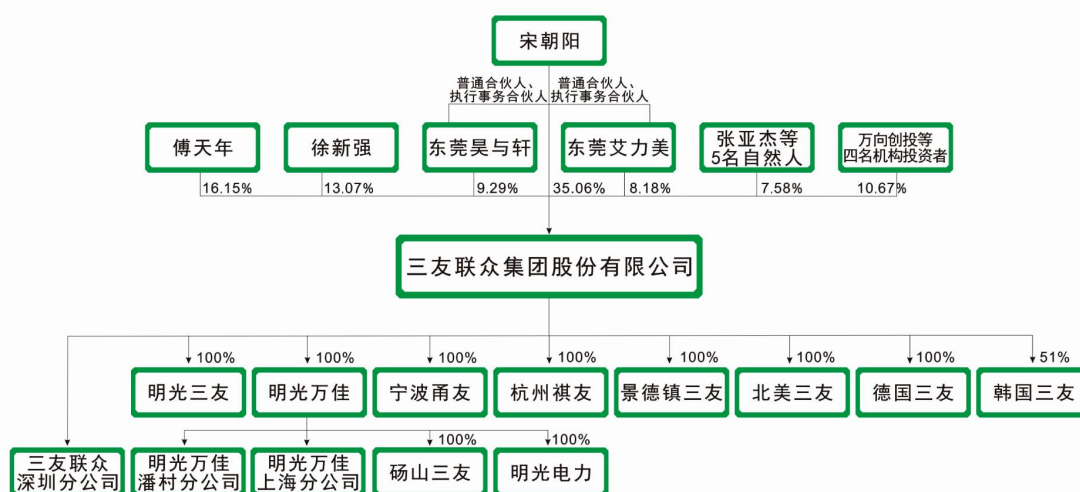 宋朝阳
普通合伙人、
执行事务合伙人
普通合伙人、
执行事务合伙人
傅天年
徐新强
东莞昊与轩
东莞艾力美
张亚杰等
5名自然人
万向创投等
四名机构投资者
16.15%
13.07%
9.29%
35.06%
8.18%
7.58%
10.67%
三友联众集团股份有限公司
100%
100%
100%
100%
100%
100%
100%
51%
明光三友
明光万佳
宁波甬友
杭州祺友
景德镇三友
北美三友
德国三友
韩国三友
100%
100%
三友联众
深圳分公司
明光万佳
潘村分公司
明光万佳
上海分公司
砀山三友
明光电力